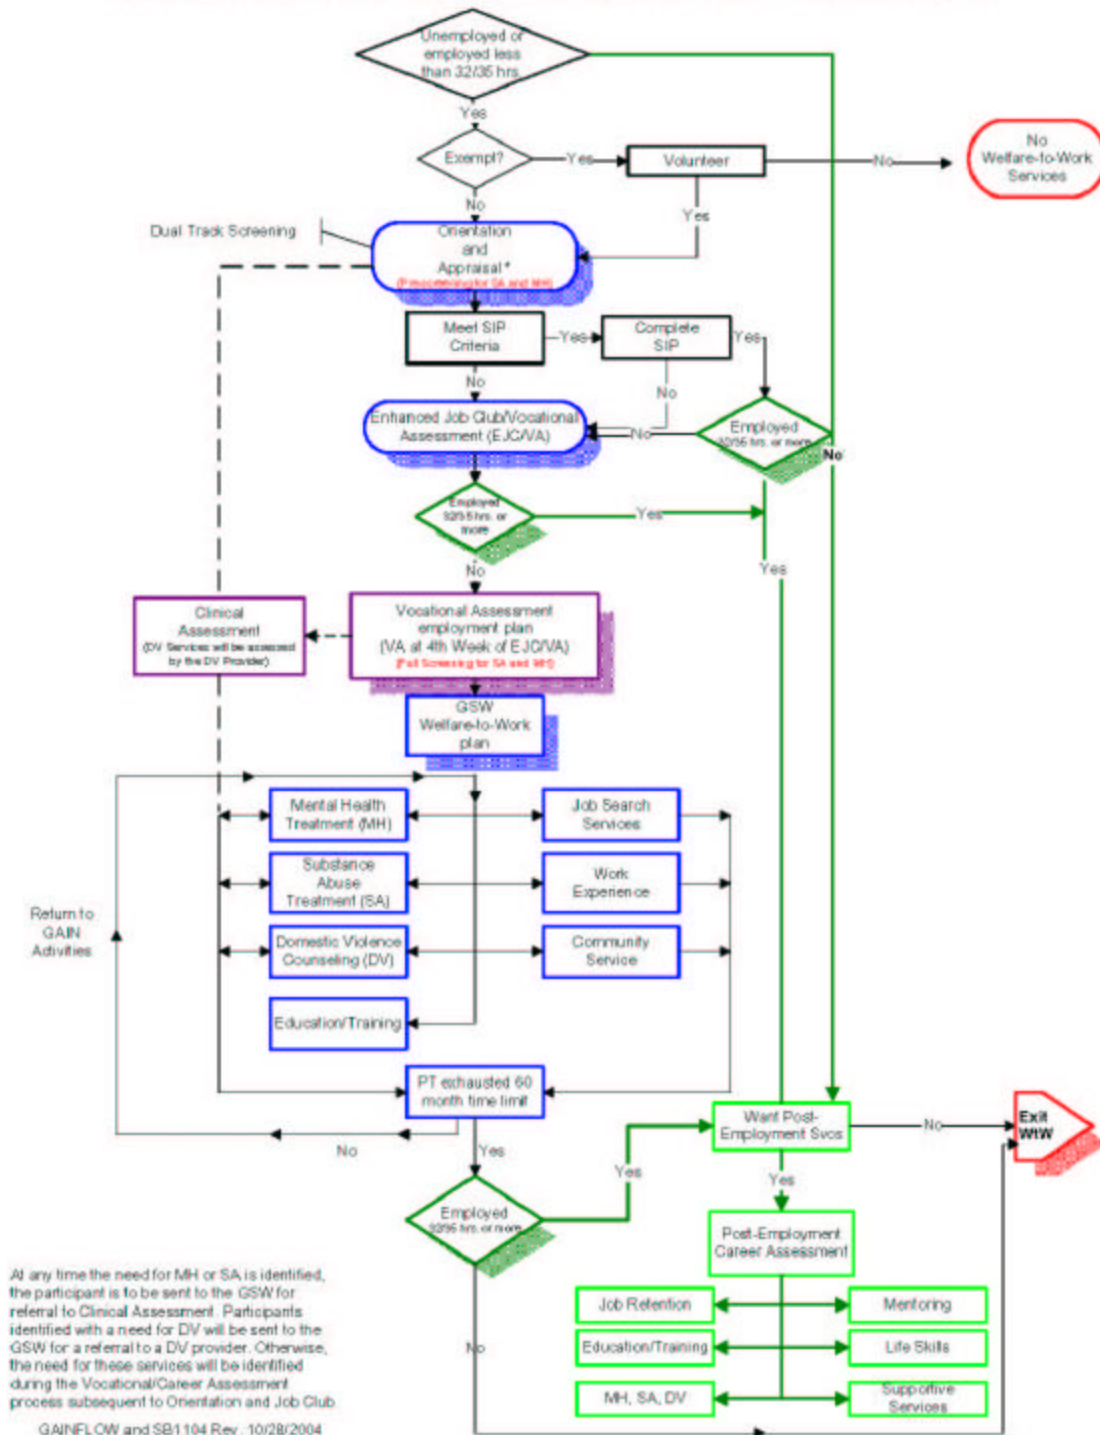 Unemployed or
employed less
than 32/35 hrs.
Yes
Exempt?
Yes
Volunteer
No
No
Welfare-to-Work
Services
No
Yes
Dual Track Screening
Orientation
and
Appraisal*
(Prescreening for SA and MH)
Meet SIP
Criteria
Yes
Complete
SIP
Yes
No
No
Enhanced Job Club/Vocational
Assessment (EJC/VA)
No
Employed
32/35 hrs. or more
No
Employed
32/35 hrs. or
more
Yes
No
Yes
Clinical
Assessment
(DV Services will be assessed
by the DV Provider)
Vocational Assessment
employment plan
(VA at 4th Week of EJC/VA)
(Full Screening for SA and MH)
GSW
Welfare-to-Work
plan
Mental Health
Treatment (MH)
Job Search
Services
Substance
Abuse
Treatment (SA)
Work
Experience
Return to
GAIN
Activities
Domestic Violence
Counseling (DV)
Community
Service
Education/Training
PT exhausted 60
month time limit
No
Yes
Want Post-
Employment Svcs
No
Exit
WtW
Yes
Yes
Employed
32/35 hrs. or more
Post-Employment
Career Assessment
Job Retention
Mentoring
Education/Training
Life Skills
MH, SA, DV
Supportive
Services
No
At any time the need for MH or SA is identified,
the participant is to be sent to the GSW for
referral to Clinical Assessment. Participants
identified with a need for DV will be sent to the
GSW for a referral to a DV provider. Otherwise,
the need for these services will be identified
during the Vocational/Career Assessment
process subsequent to Orientation and Job Club
GAINFLOW and SB1104 Rev. 10/28/2004